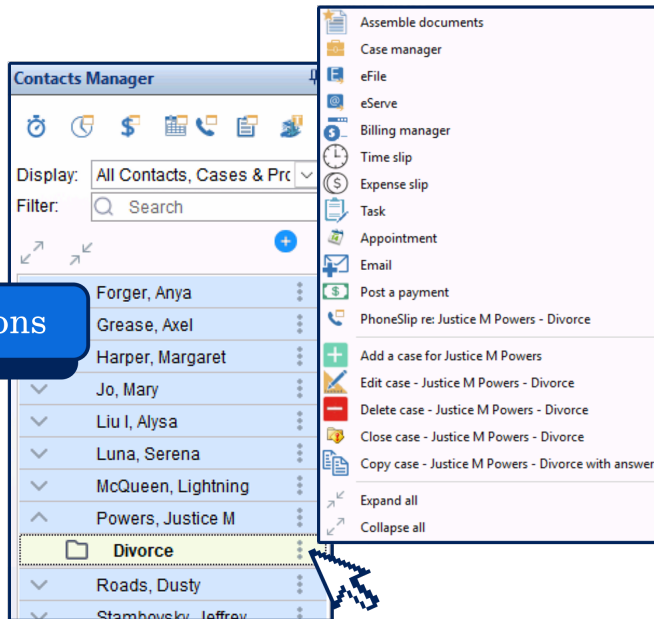 Contacts Manager
Display: All Contacts, Cases & Prc
Filter: Search
ons
Forger, Anya
Grease, Axel
Harper, Margaret
Jo, Mary
Liu I, Alysa
Luna, Serena
McQueen, Lightning
Powers, Justice M
Divorce
Roads, Dusty
Stambovsky, Jeffrey
Assemble documents
Case manager
eFile
eServe
Billing manager
Time slip
Expense slip
Task
Appointment
Email
Post a payment
PhoneSlip re: Justice M Powers - Divorce
Add a case for Justice M Powers
Edit case - Justice M Powers - Divorce
Delete case - Justice M Powers - Divorce
Close case - Justice M Powers - Divorce
Copy case - Justice M Powers - Divorce with answer
Expand all
Collapse all